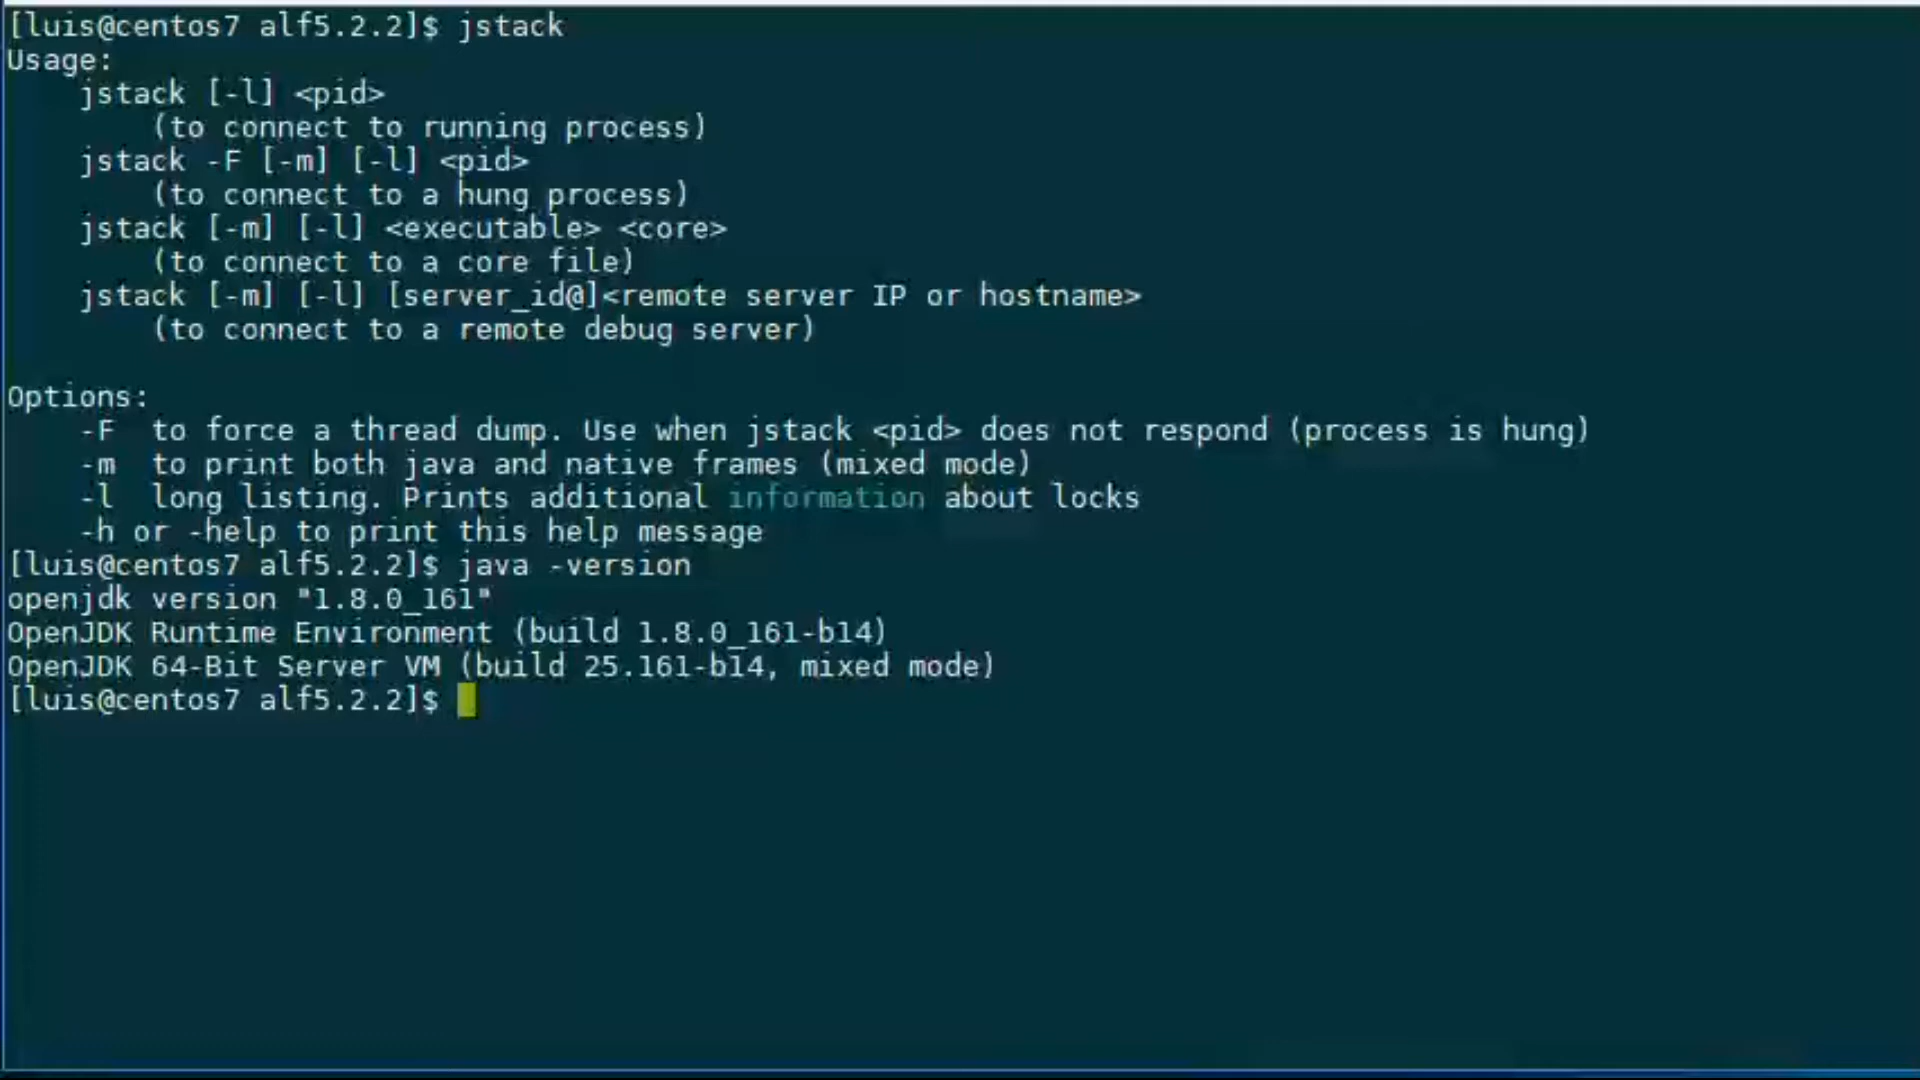 [luis@centos7 alf5.2.2]$ jstack
Usage:
    jstack [-l] <pid>
        (to connect to running process)
    jstack -F [-m] [-l] <pid>
        (to connect to a hung process)
    jstack [-m] [-l] <executable> <core>
        (to connect to a core file)
    jstack [-m] [-l] [server_id@]<remote server IP or hostname>
        (to connect to a remote debug server)

Options:
    -F  to force a thread dump. Use when jstack <pid> does not respond (process is hung)
    -m  to print both java and native frames (mixed mode)
    -l  long listing. Prints additional information about locks
    -h or -help to print this help message
[luis@centos7 alf5.2.2]$ java -version
openjdk version "1.8.0_161"
OpenJDK Runtime Environment (build 1.8.0_161-b14)
OpenJDK 64-Bit Server VM (build 25.161-b14, mixed mode)
[luis@centos7 alf5.2.2]$